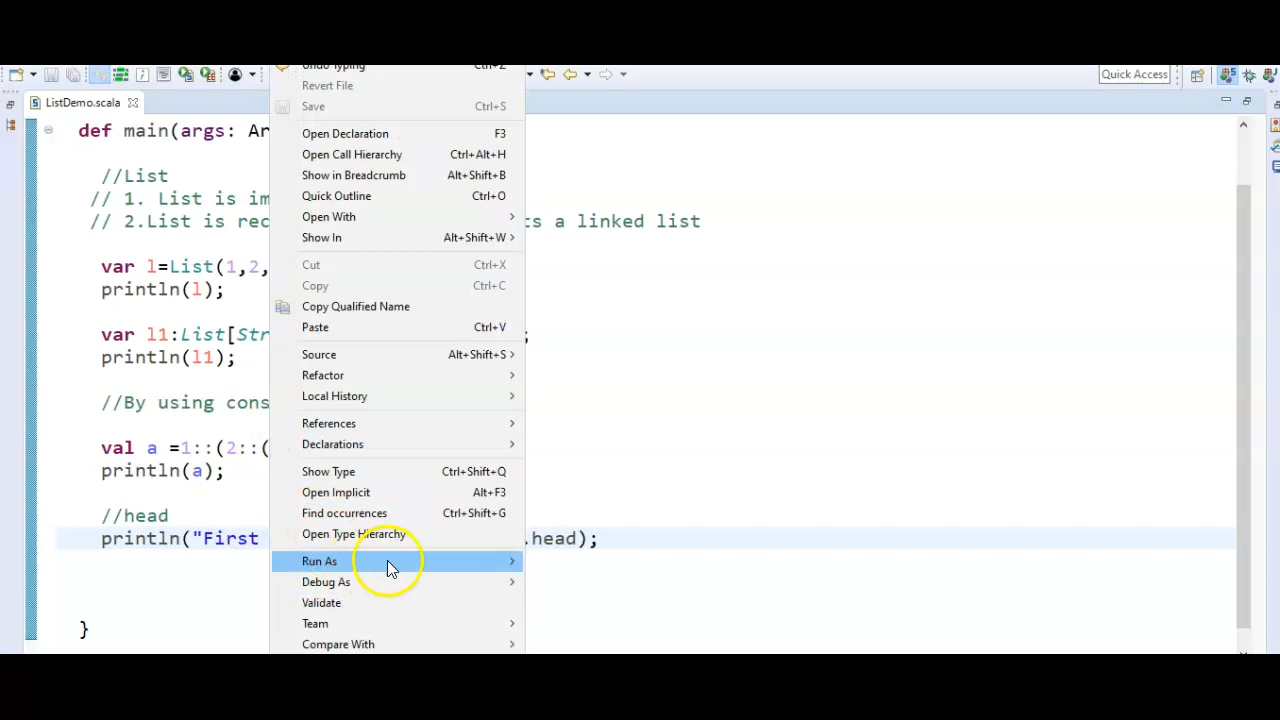 Undo Typing Ctrl+Z
Quick Access
Revert File
ListDemo.scala
Save Ctrl+S
def main(args: Ar
Open Declaration F3
Open Call Hierarchy Ctrl+Alt+H
//List
Show in Breadcrumb Alt+Shift+B
// 1. List is im
Quick Outline Ctrl+O
// 2.List is rec
Open With
ts a linked list
Show In Alt+Shift+W
var l=List(1,2,
Cut Ctrl+X
println(l);
Copy Ctrl+C
Copy Qualified Name
Paste Ctrl+V
var l1:List[Str
;
println(l1);
Source Alt+Shift+S
Refactor
//By using cons
Local History
References
val a =1::(2::(
Declarations
println(a);
Show Type Ctrl+Shift+Q
Open Implicit Alt+F3
//head
Find occurrences Ctrl+Shift+G
println("First
Open Type Hierarchy
.head);
Run As
Debug As
Validate
}
Team
Compare With